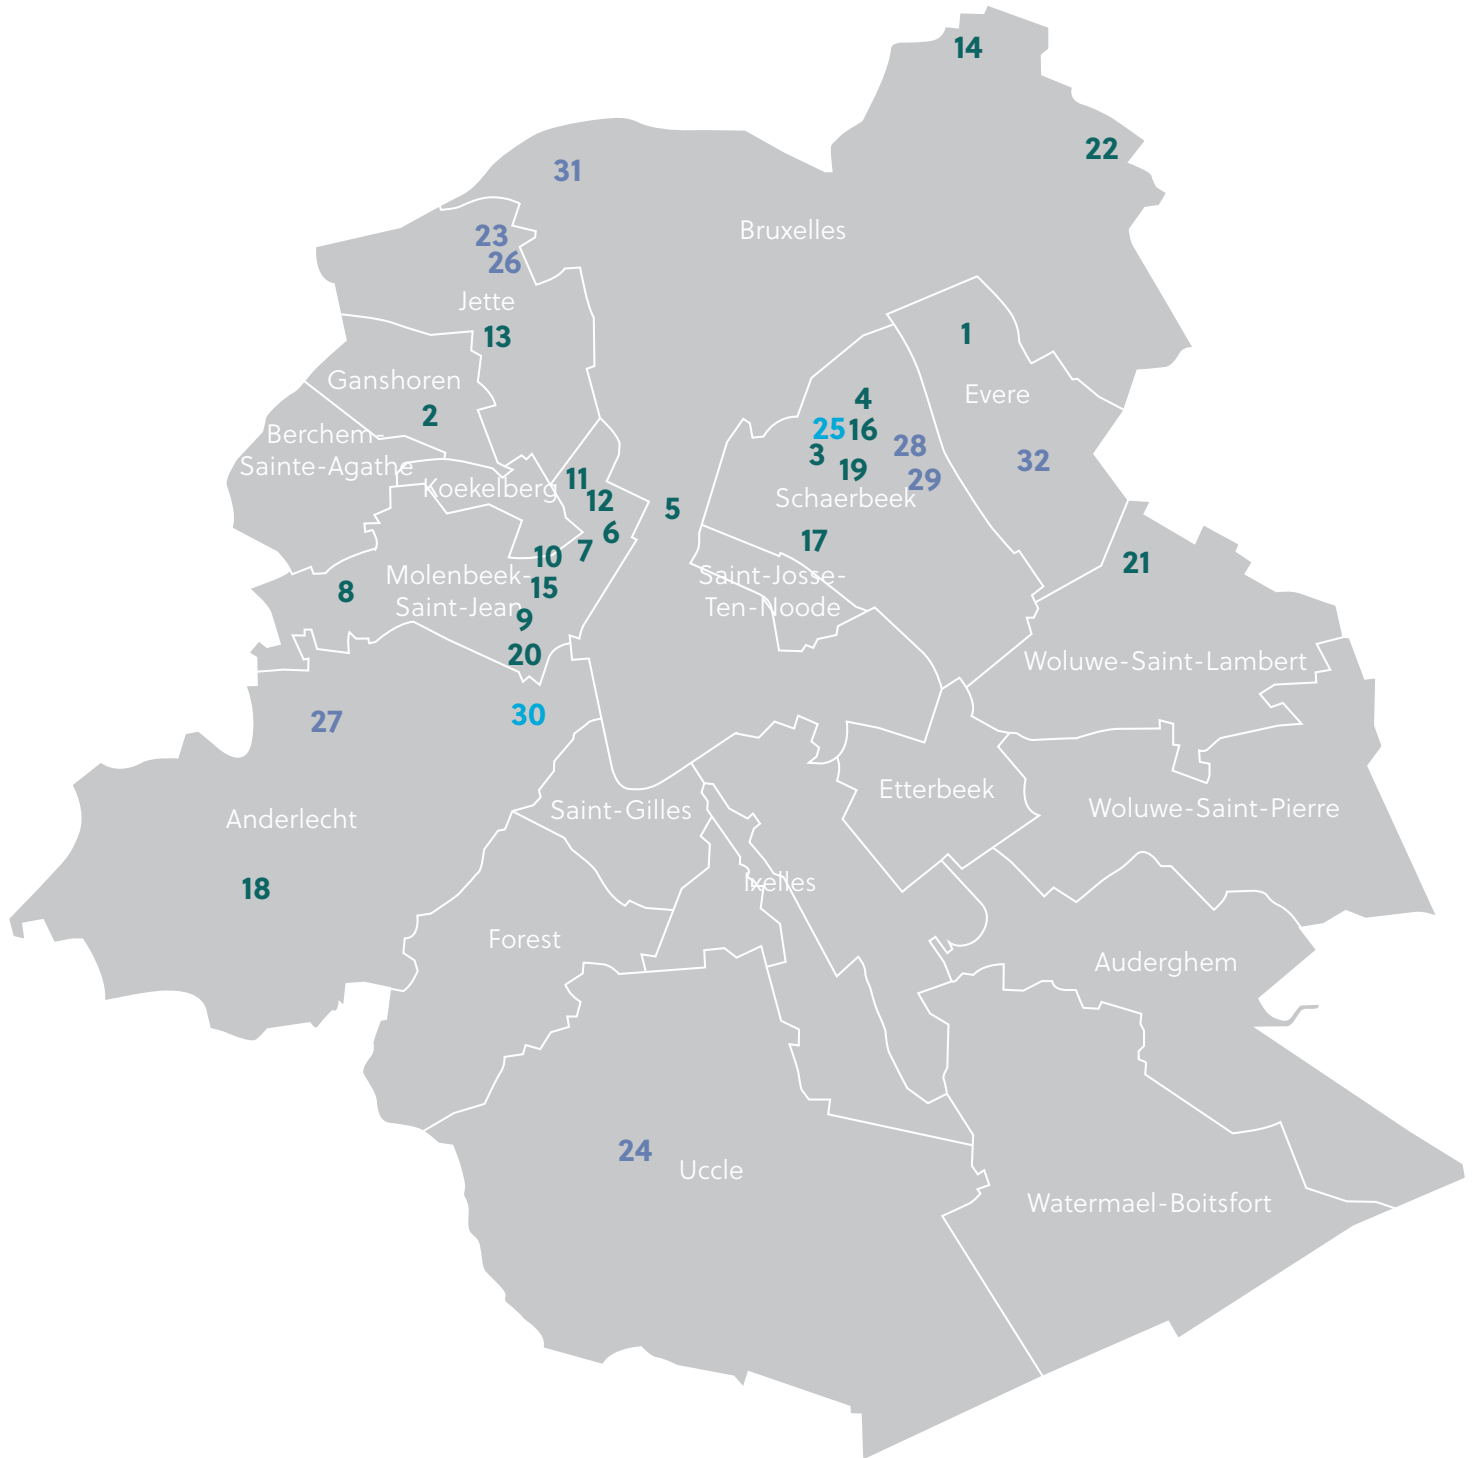 14
22
31
Bruxelles
23
26
Jette
13
1
Ganshoren
Evere
2
4
Berchem-
Sainte-Agathe
25 16
3
28
19
32
29
11
Koekelberg
12
Schaerbeek
5
6
17
7
10
21
Molenbeek-
Saint-Jean
8
15
9
Saint-Josse-
Ten-Noode
20
Woluwe-Saint-Lambert
30
27
Etterbeek
Saint-Gilles
Woluwe-Saint-Pierre
Anderlecht
18
Ixelles
Forest
Auderghem
24
Uccle
Watermael-Boitsfort